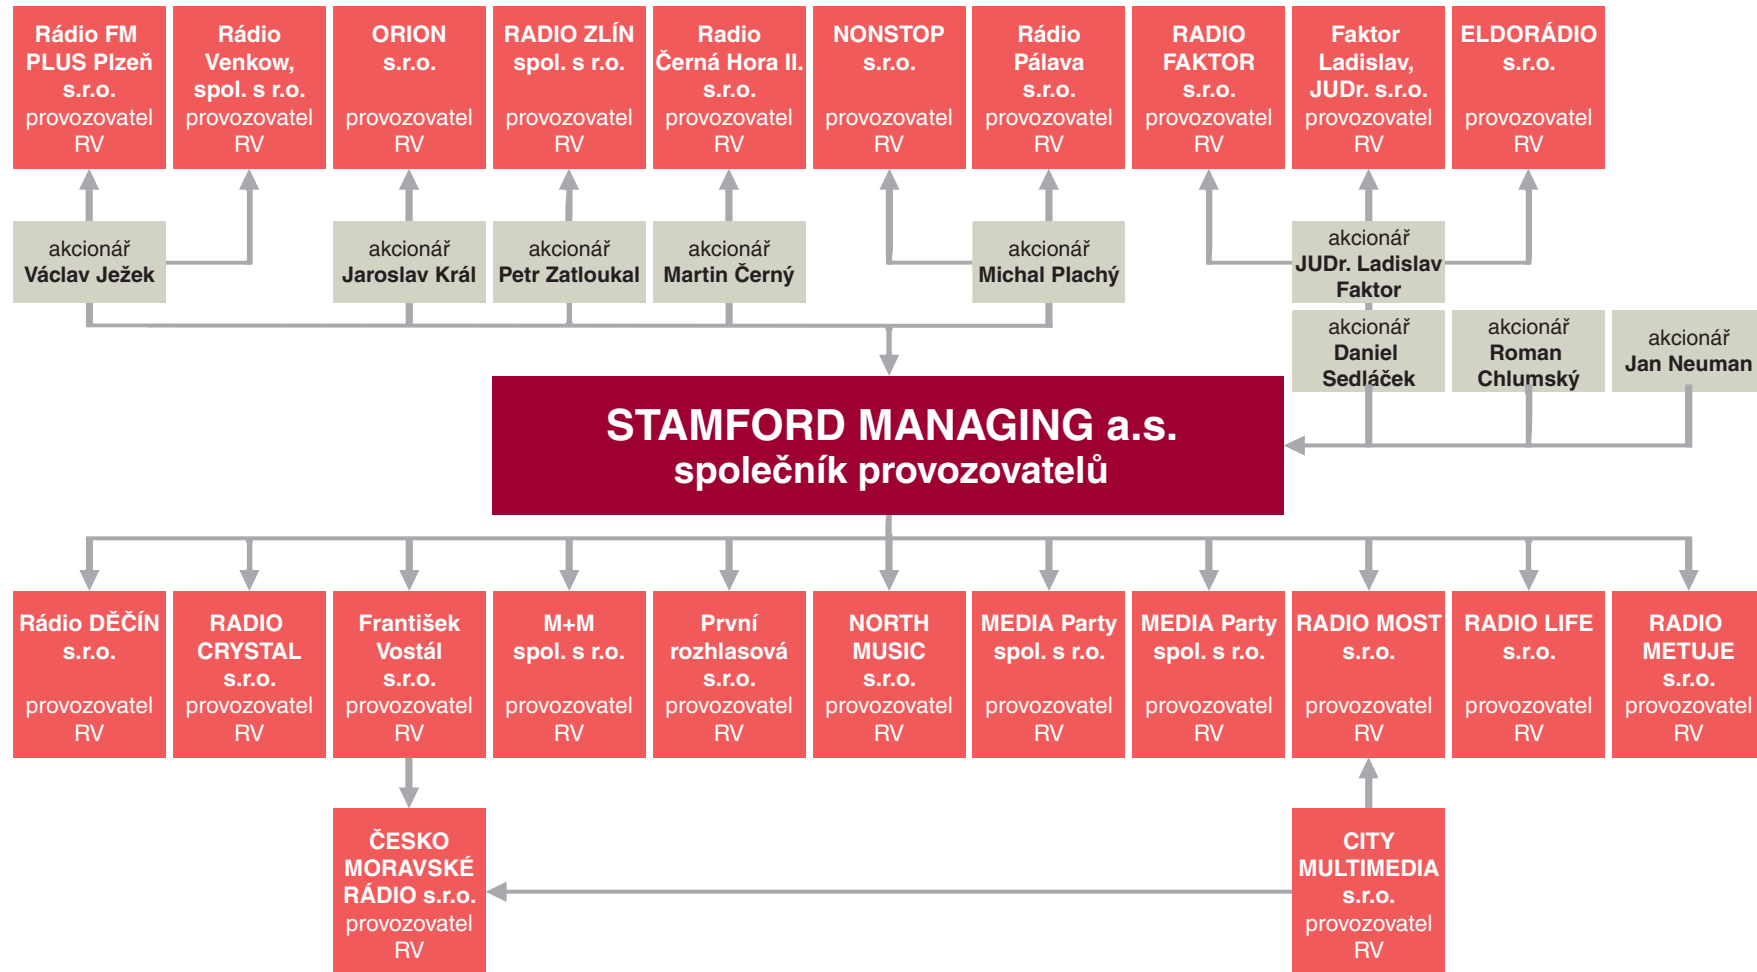 Rádio FM
PLUS Plzeň
s.r.o.
provozovatel
RV
Rádio
Venkow,
spol. s r.o.
provozovatel
RV
ORION
s.r.o.
provozovatel
RV
RADIO ZLÍN
spol. s r.o.
provozovatel
RV
Radio
Černá Hora II.
s.r.o.
provozovatel
RV
NONSTOP
s.r.o.
provozovatel
RV
Rádio
Pálava
s.r.o.
provozovatel
RV
RADIO
FAKTOR
s.r.o.
provozovatel
RV
Faktor
Ladislav,
JUDr. s.r.o.
provozovatel
RV
ELDORÁDIO
s.r.o.
provozovatel
RV
akcionář
Václav Ježek
akcionář
Jaroslav Král
akcionář
Petr Zatloukal
akcionář
Martin Černý
akcionář
Michal Plachý
akcionář
JUDr. Ladislav
Faktor
akcionář
Daniel
Sedláček
akcionář
Roman
Chlumský
akcionář
Jan Neuman
STAMFORD MANAGING a.s.
společník provozovatelů
Rádio DĚČÍN
s.r.o.
provozovatel
RV
RADIO
CRYSTAL
s.r.o.
provozovatel
RV
František
Vostál
s.r.o.
provozovatel
RV
M+M
spol. s r.o.
provozovatel
RV
První
rozhlasová
s.r.o.
provozovatel
RV
NORTH
MUSIC
s.r.o.
provozovatel
RV
MEDIA Party
spol. s r.o.
provozovatel
RV
MEDIA Party
spol. s r.o.
provozovatel
RV
RADIO MOST
s.r.o.
provozovatel
RV
RADIO LIFE
s.r.o.
provozovatel
RV
RADIO
METUJE
s.r.o.
provozovatel
RV
ČESKO
MORAVSKÉ
RÁDIO s.r.o.
provozovatel
RV
CITY
MULTIMEDIA
s.r.o.
provozovatel
RV